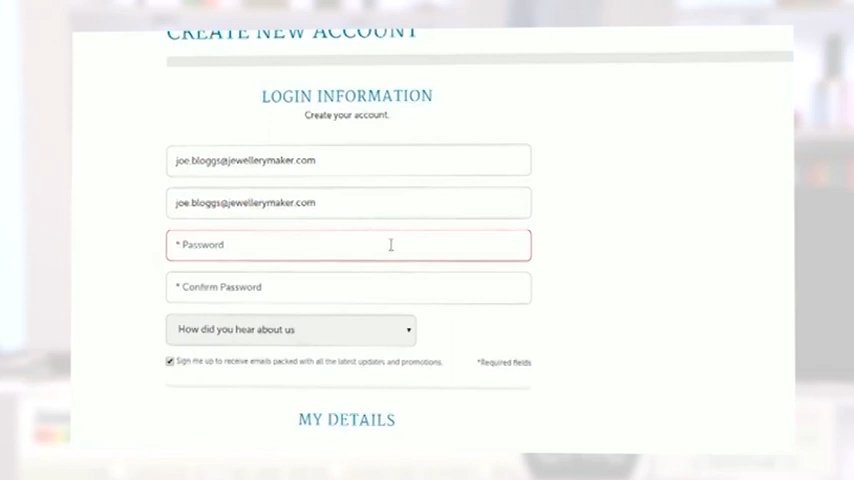 CREATE NEW ACCOUNT
LOGIN INFORMATION
Create your account.
joe.bloggs@jewellerymaker.com
joe.bloggs@jewellerymaker.com
* Password
* Confirm Password
How did you hear about us
Sign me up to receive emails packed with all the latest updates and promotions.
*Required fields
MY DETAILS